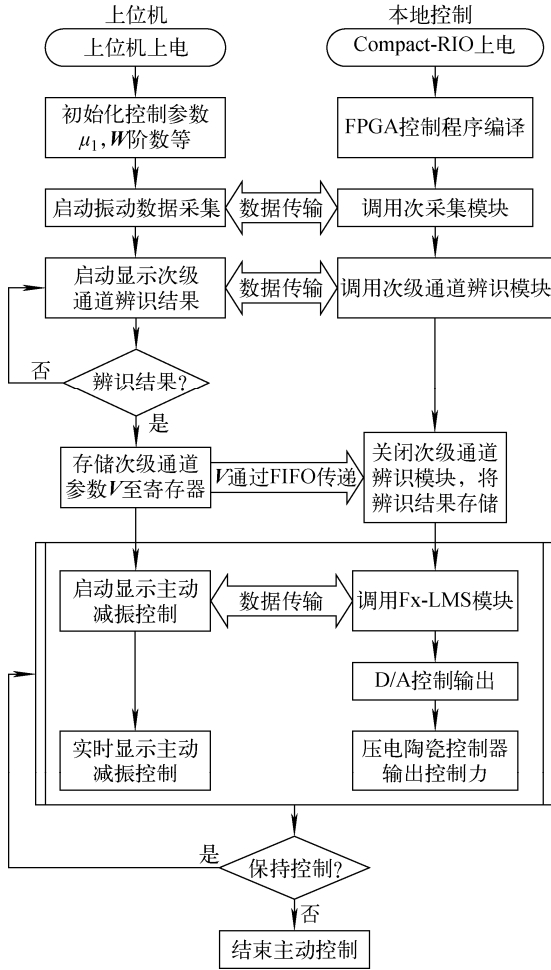 上位机
本地控制
上位机上电
Compact-RIO上电
初始化控制参数
μ₁,W阶数等
FPGA控制程序编译
启动振动数据采集
数据传输
调用次采集模块
启动显示次级
通道辨识结果
数据传输
调用次级通道辨识模块
否
辨识结果?
是
存储次级通道
参数V至寄存器
V通过FIFO传递
关闭次级通道
辨识模块，将
辨识结果存储
启动显示主动
减振控制
数据传输
调用Fx-LMS模块
D/A控制输出
实时显示主动
减振控制
压电陶瓷控制器
输出控制力
是
保持控制?
否
结束主动控制